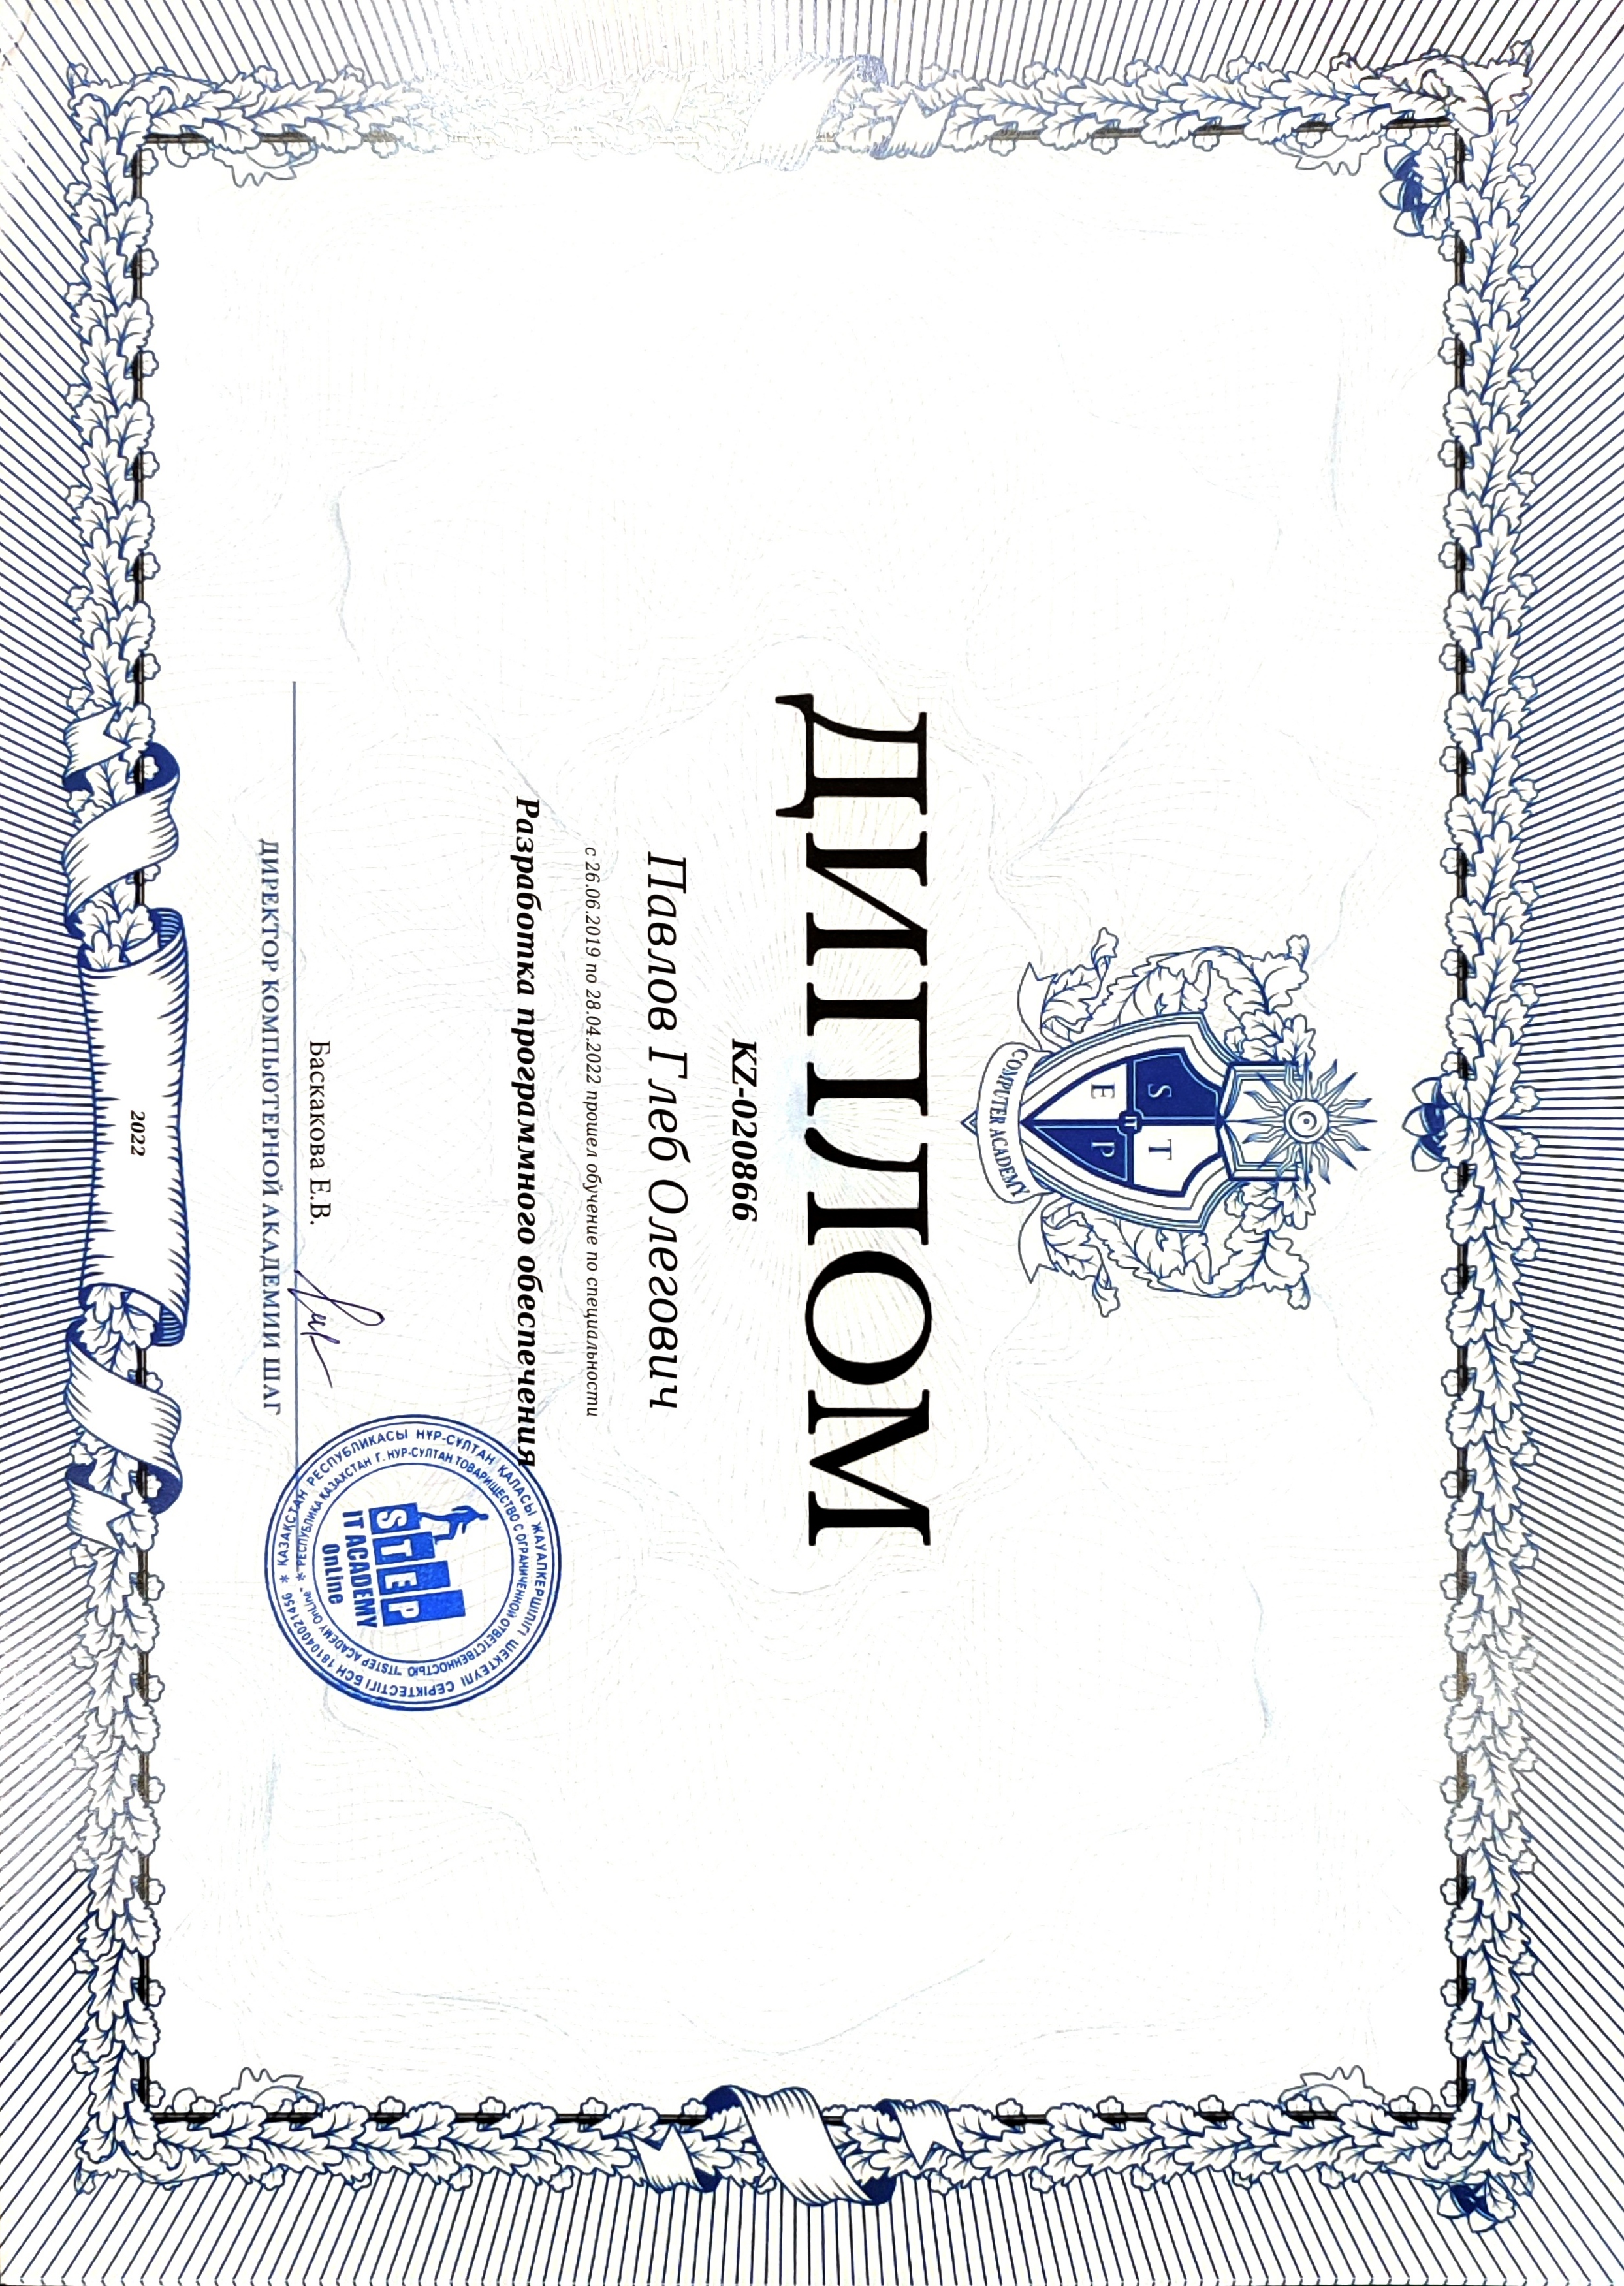 S T
E P
IT
COMPUTER ACADEMY
ДИПЛОМ
KZ-020866
Павлов Глеб Олегович
с 26.06.2019 по 28.04.2022 прошел обучение по специальности
Разработка программного обеспечения
Баскакова Е.В.
ДИРЕКТОР КОМПЬЮТЕРНОЙ АКАДЕМИИ ШАГ
ҚАЗАҚСТАН РЕСПУБЛИКАСЫ НҰР-СҰЛТАН ҚАЛАСЫ ЖАУАПКЕРШІЛІГІ ШЕКТЕУЛІ СЕРІКТЕСТІГІ БСН 181040021456 *
РЕСПУБЛИКА КАЗАХСТАН Г. НУР-СУЛТАН ТОВАРИЩЕСТВО С ОГРАНИЧЕННОЙ ОТВЕТСТВЕННОСТЬЮ "ITSTEP ACADEMY OnLine" *
STEP
IT ACADEMY
OnLine
2022